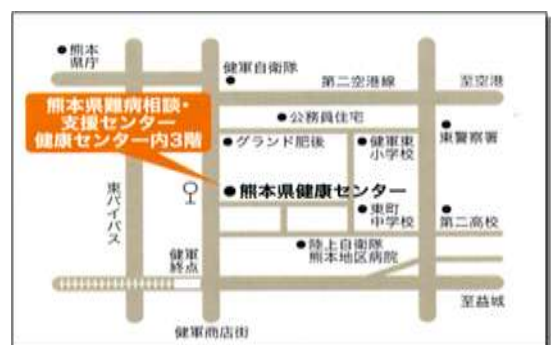 熊本
県庁
健軍自衛隊
第二空港線
至空港
熊本県難病相談・
支援センター
健康センター内3階
公務員住宅
グランド肥後
健軍東
小学校
東警察署
東バイパス
熊本県健康センター
東町
中学校
第二高校
健軍
終点
陸上自衛隊
熊本地区病院
至益城
健軍商店街